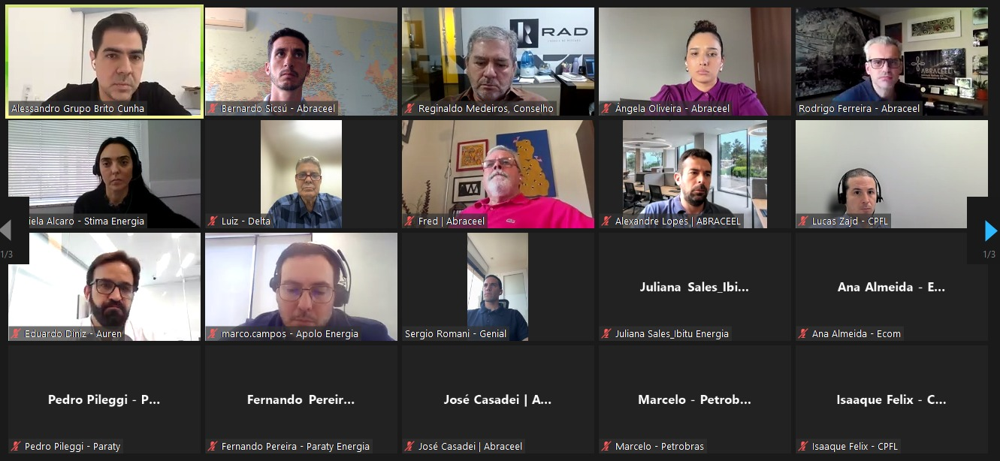 RAD
ABRACEEL
Alessandro Grupo Brito Cunha
Bernardo Sicsú - Abraceel
Reginaldo Medeiros, Conselho
Ângela Oliveira - Abraceel
Rodrigo Ferreira - Abraceel
iela Alcaro - Stima Energia
Luiz - Delta
Fred | Abraceel
Alexandre Lopes | ABRACEEL
Lucas Zajd - CPFL
1/3
1/3
Juliana Sales_Ibi...
Ana Almeida - E...
Eduardo Diniz - Auren
marco.campos - Apolo Energia
Sergio Romani - Genial
Juliana Sales_Ibitu Energia
Ana Almeida - Ecom
Pedro Pileggi - P...
Fernando Pereir...
José Casadei | A...
Marcelo - Petrob...
Isaaque Felix - C...
Pedro Pileggi - Paraty
Fernando Pereira - Paraty Energia
José Casadei | Abraceel
Marcelo - Petrobras
Isaaque Felix - CPFL